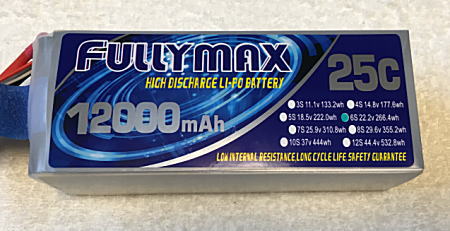 FULLYMAX
HIGH DISCHARGE LI-PO BATTERY
25C
12000mAh
3S 11.1v 133.2wh 4S 14.8v 177.6wh
5S 18.5v 222.0wh 6S 22.2v 266.4wh
7S 25.9v 310.8wh 8S 29.6v 355.2wh
10S 37v 444wh 12S 44.4v 532.8wh
LOW INTERNAL RESISTANCE,LONG CYCLE LIFE, SAFETY GUARANTEE